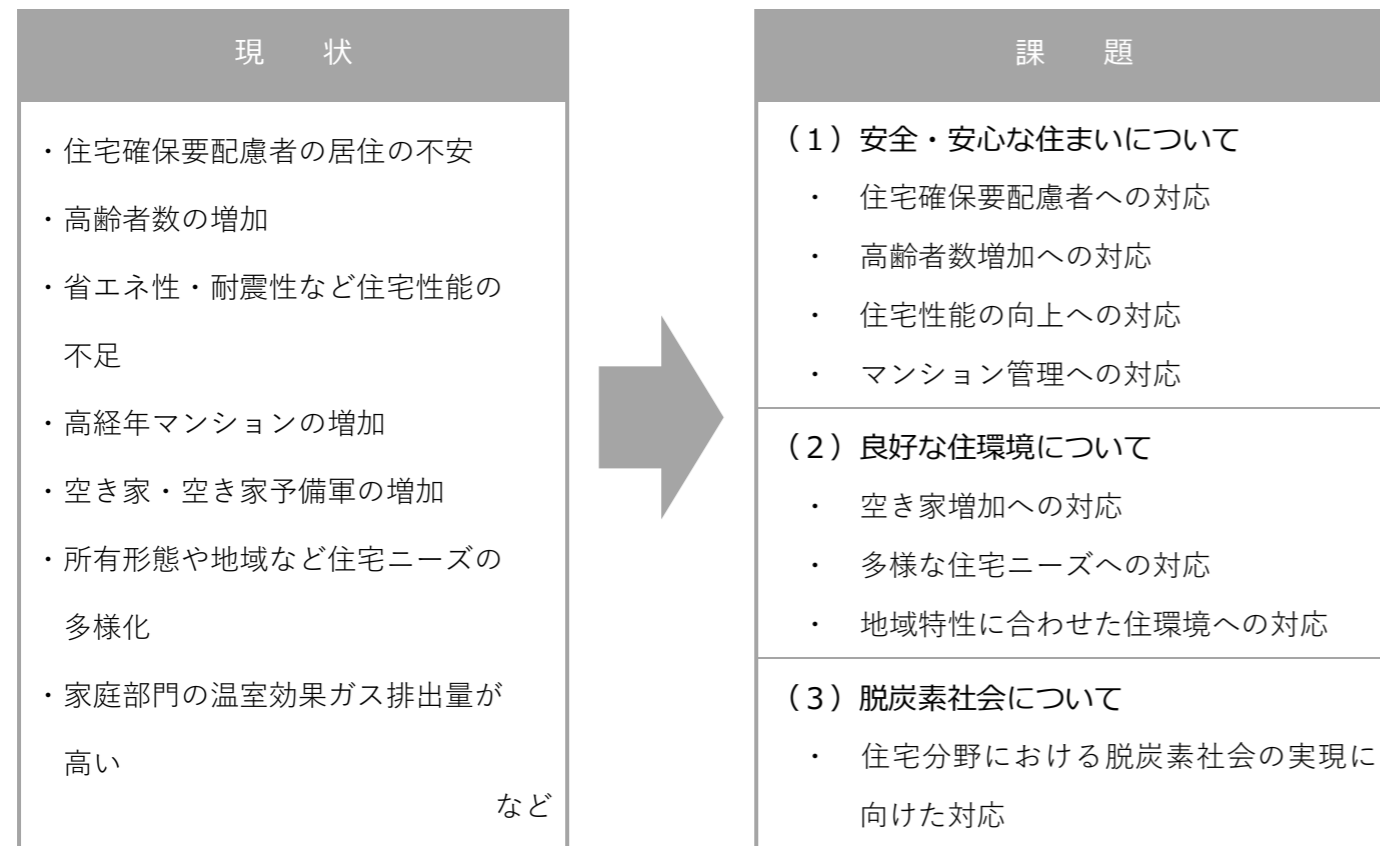 現　状
・住宅確保要配慮者の居住の不安
・高齢者数の増加
・省エネ性・耐震性など住宅性能の
不足
・高経年マンションの増加
・空き家・空き家予備軍の増加
・所有形態や地域など住宅ニーズの
多様化
・家庭部門の温室効果ガス排出量が
高い
など
課　題
（１）安全・安心な住まいについて
・　住宅確保要配慮者への対応
・　高齢者数増加への対応
・　住宅性能の向上への対応
・　マンション管理への対応
（２）良好な住環境について
・　空き家増加への対応
・　多様な住宅ニーズへの対応
・　地域特性に合わせた住環境への対応
（３）脱炭素社会について
・　住宅分野における脱炭素社会の実現に
向けた対応